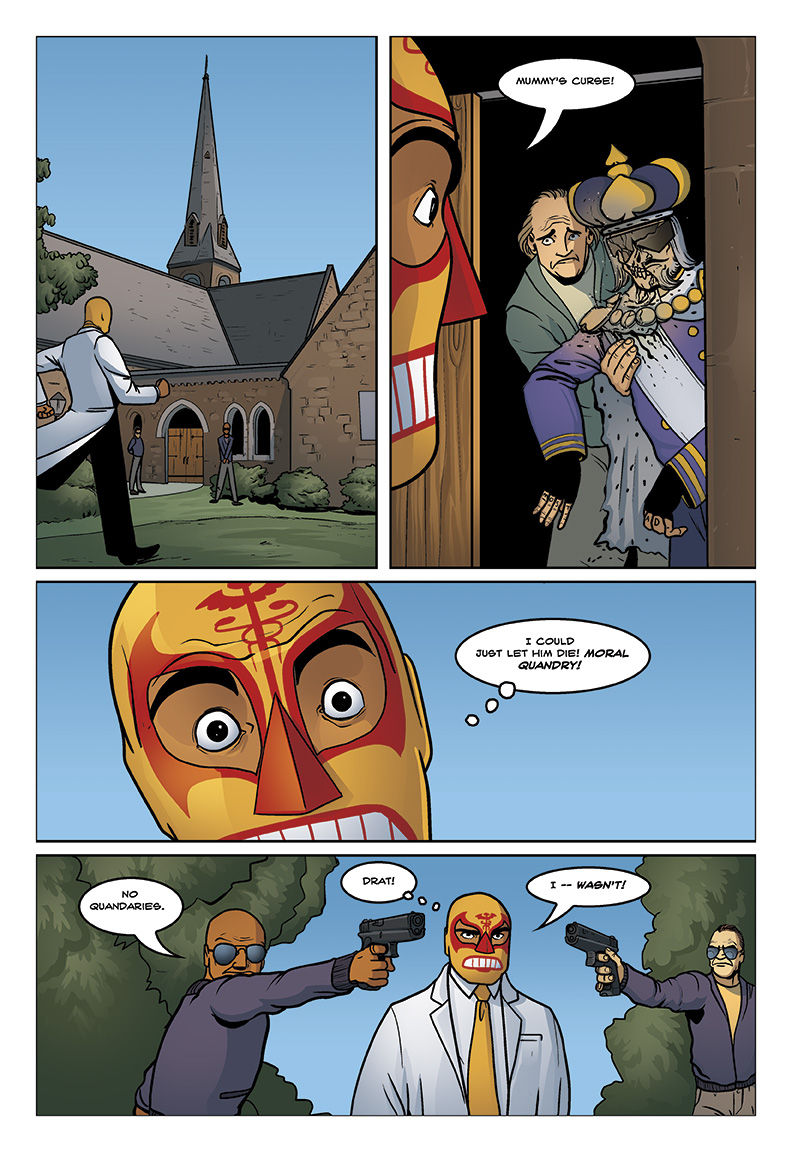 MUMMY'S CURSE!
I COULD
JUST LET HIM DIE! MORAL
QUANDRY!
NO
QUANDARIES.
DRAT!
I -- WASN'T!